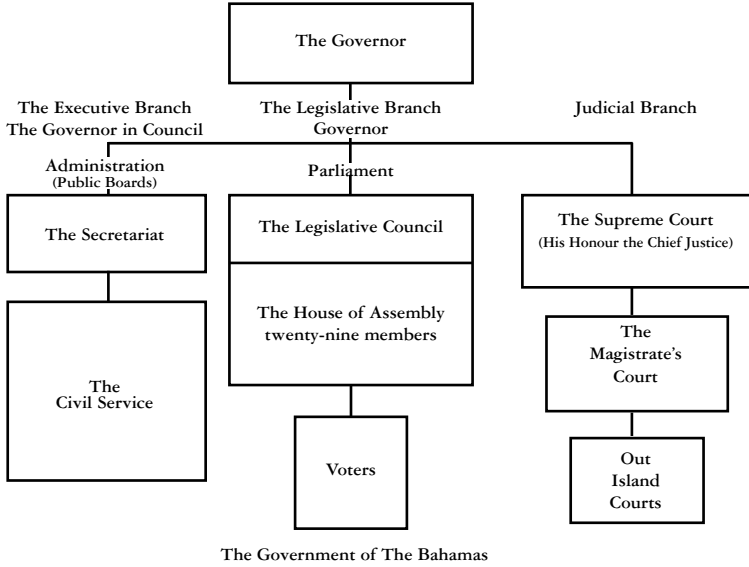 The Governor
The Executive Branch
The Governor in Council
The Legislative Branch
Governor
Judicial Branch
Administration
(Public Boards)
Parliament
The Secretariat
The Legislative Council
The Supreme Court
(His Honour the Chief Justice)
The
Civil Service
The House of Assembly
twenty-nine members
The
Magistrate's
Court
Voters
Out
Island
Courts
The Government of The Bahamas